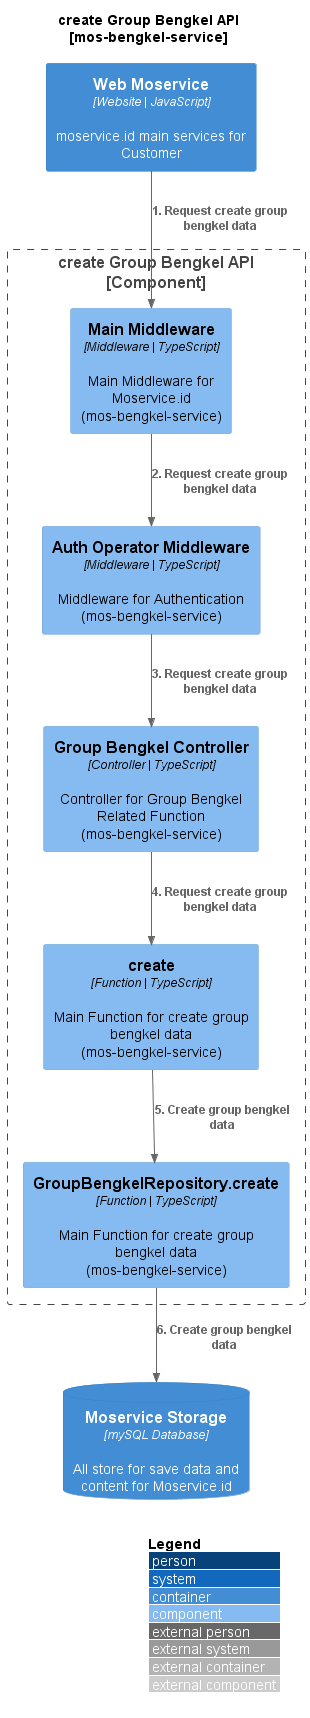 create Group Bengkel API
[mos-bengkel-service]
Web Moservice
[Website | JavaScript]
moservice.id main services for
Customer
1. Request create group
bengkel data
create Group Bengkel API
[Component]
Main Middleware
[Middleware | TypeScript]
Main Middleware for
Moservice.id
(mos-bengkel-service)
2. Request create group
bengkel data
Auth Operator Middleware
[Middleware | TypeScript]
Middleware for Authentication
(mos-bengkel-service)
3. Request create group
bengkel data
Group Bengkel Controller
[Controller | TypeScript]
Controller for Group Bengkel
Related Function
(mos-bengkel-service)
4. Request create group
bengkel data
create
[Function | TypeScript]
Main Function for create group
bengkel data
(mos-bengkel-service)
5. Create group bengkel
data
GroupBengkelRepository.create
[Function | TypeScript]
Main Function for create group
bengkel data
(mos-bengkel-service)
6. Create group bengkel
data
Moservice Storage
[mySQL Database]
All store for save data and
content for Moservice.id
Legend
person
system
container
component
external person
external system
external container
external component